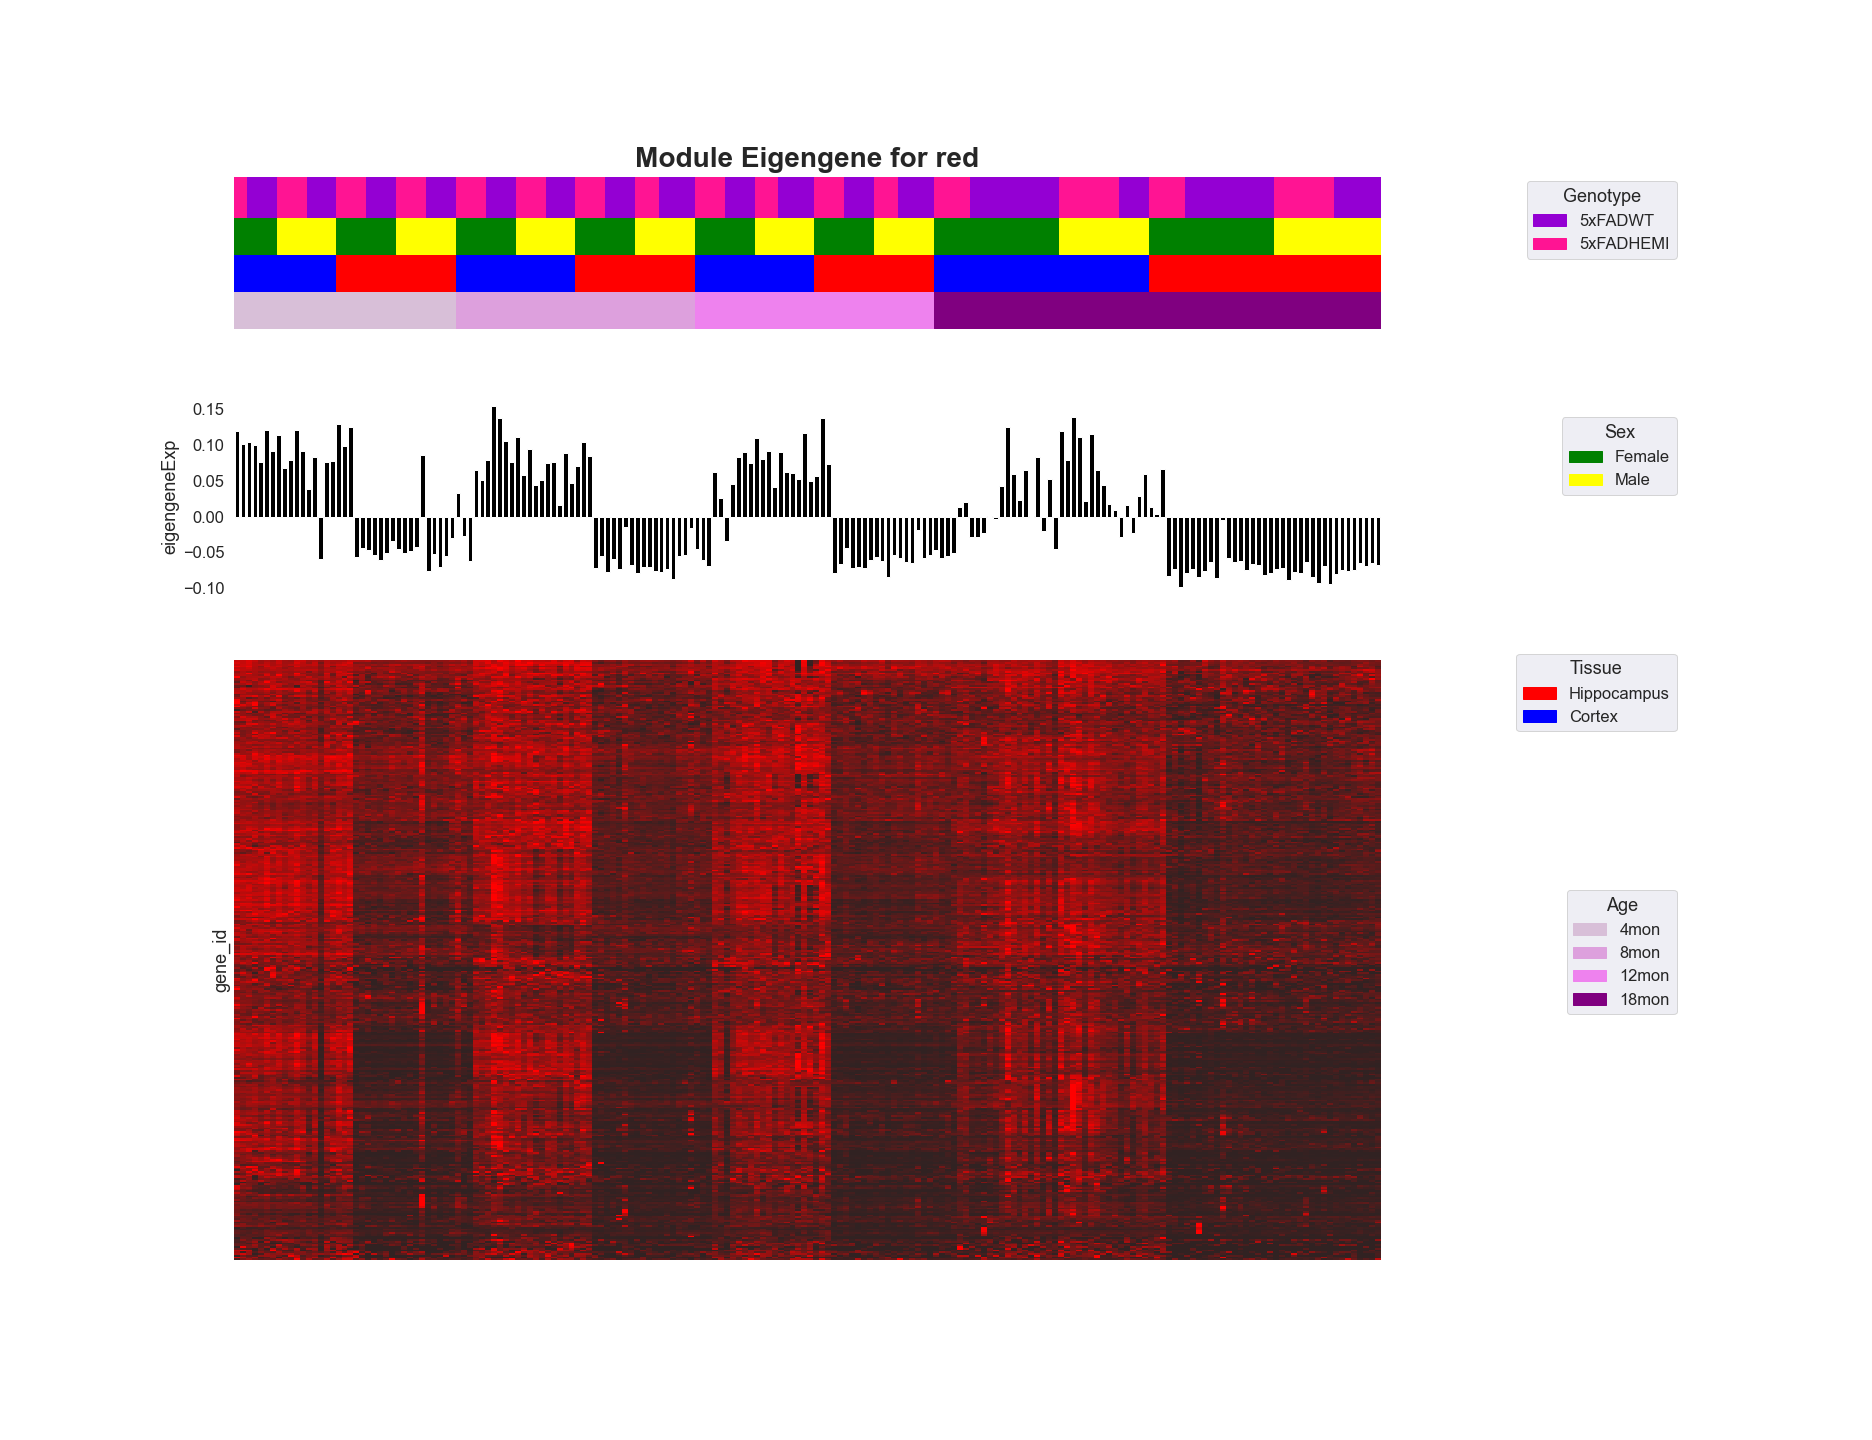 Module Eigengene for red
Genotype
5xFADWT
5xFADHEMI
eigengeneExp
0.15
0.10
0.05
0.00
−0.05
−0.10
Sex
Female
Male
gene_id
Tissue
Hippocampus
Cortex
Age
4mon
8mon
12mon
18mon